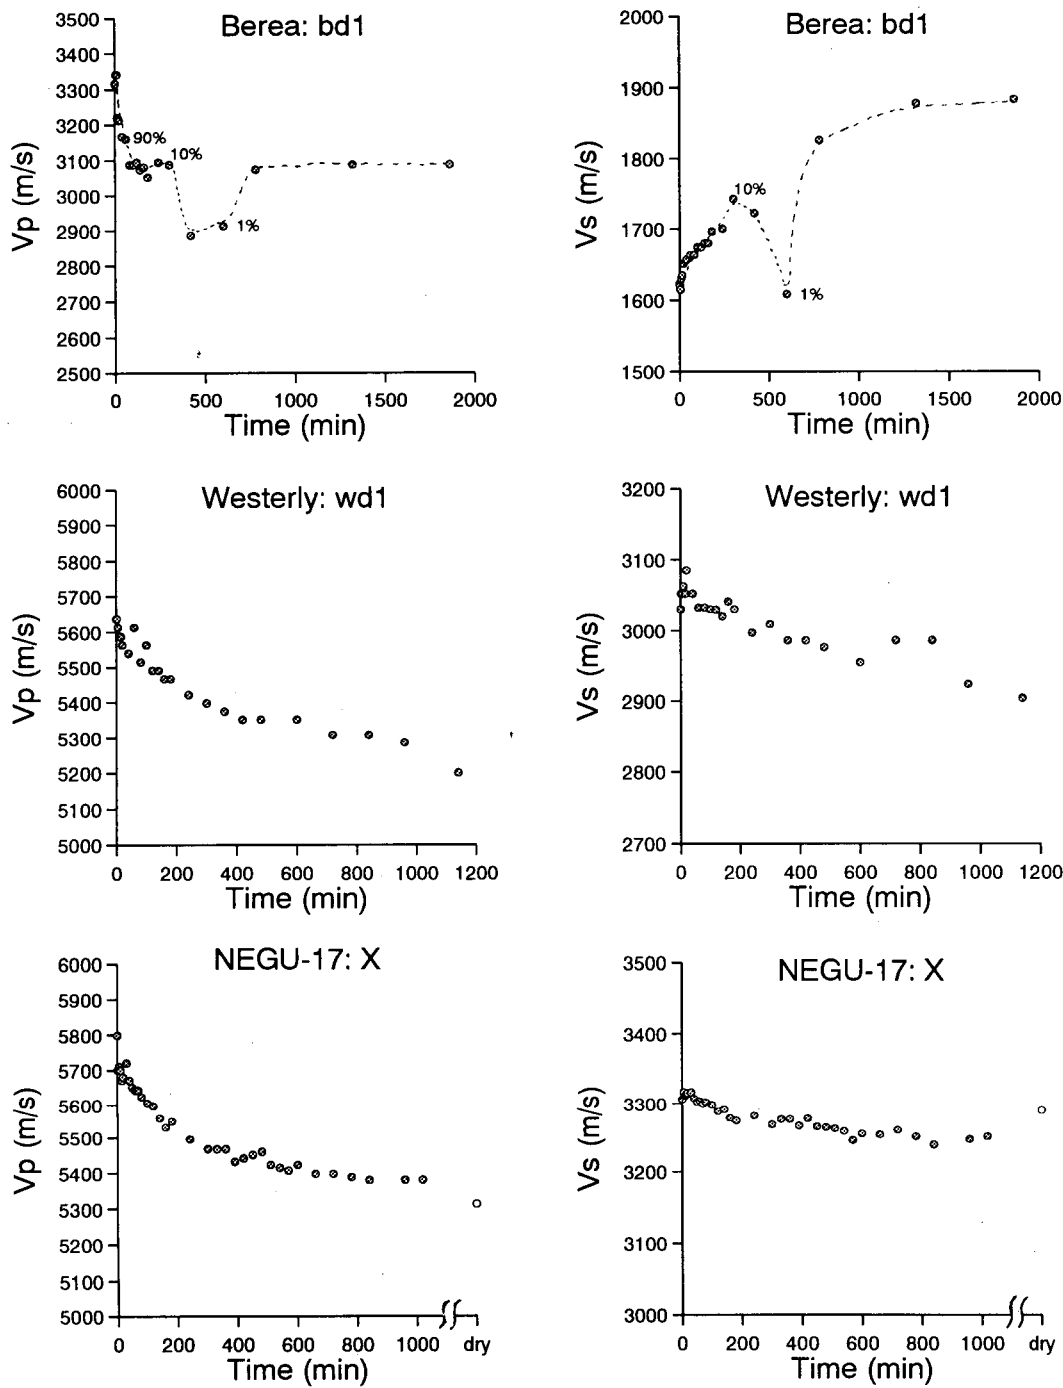 Berea: bd1
3500
3400
3300
3200
3100
3000
2900
2800
2700
2600
2500
Vp (m/s)
90%
10%
1%
0 500 1000 1500 2000
Time (min)
Berea: bd1
2000
1900
1800
1700
1600
1500
Vs (m/s)
10%
1%
0 500 1000 1500 2000
Time (min)
Westerly: wd1
6000
5900
5800
5700
5600
5500
5400
5300
5200
5100
5000
Vp (m/s)
0 200 400 600 800 1000 1200
Time (min)
Westerly: wd1
3200
3100
3000
2900
2800
2700
Vs (m/s)
0 200 400 600 800 1000 1200
Time (min)
NEGU-17: X
6000
5900
5800
5700
5600
5500
5400
5300
5200
5100
5000
Vp (m/s)
0 200 400 600 800 1000 dry
Time (min)
NEGU-17: X
3500
3400
3300
3200
3100
3000
Vs (m/s)
0 200 400 600 800 1000 dry
Time (min)